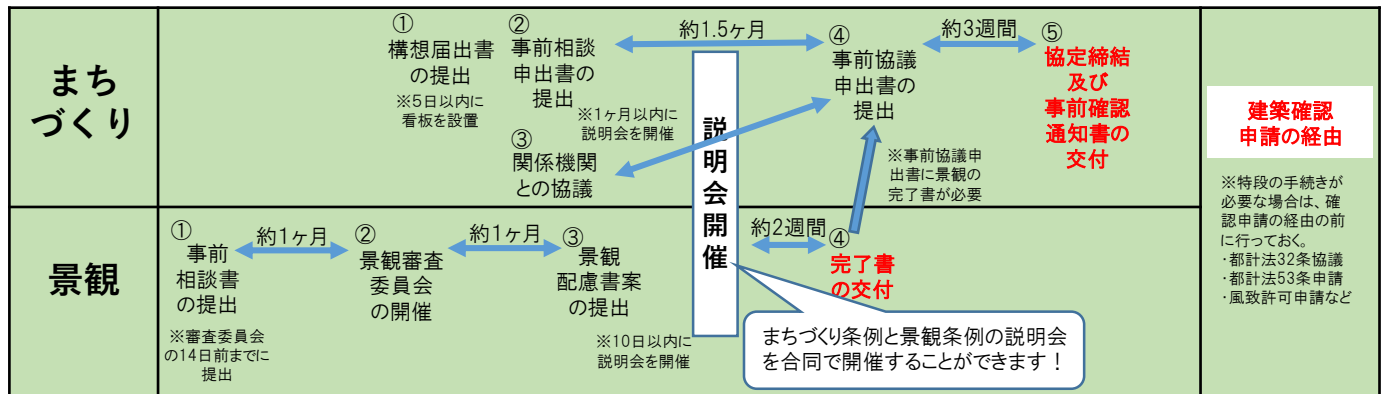 まち
づくり
①
構想届出書
の提出
※5日以内に
看板を設置
②
事前相談
申出書の
提出
※1ヶ月以内に
説明会を開催
③
関係機関
との協議
約1.5ヶ月
説明会開催
④
事前協議
申出書の
提出
※事前協議申
出書に景観の
完了書が必要
約3週間
⑤
協定締結
及び
事前確認
通知書の
交付
景観
①
事前
相談書
の提出
※審査委員会
の14日前までに
提出
約1ヶ月
②
景観審査
委員会
の開催
約1ヶ月
③
景観
配慮書案
の提出
※10日以内に
説明会を開催
約2週間
④
完了書
の交付
まちづくり条例と景観条例の説明会
を合同で開催することができます！
建築確認
申請の経由
※特段の手続きが
必要な場合は、確
認申請の経由の前
に行っておく。
・都計法32条協議
・都計法53条申請
・風致許可申請など